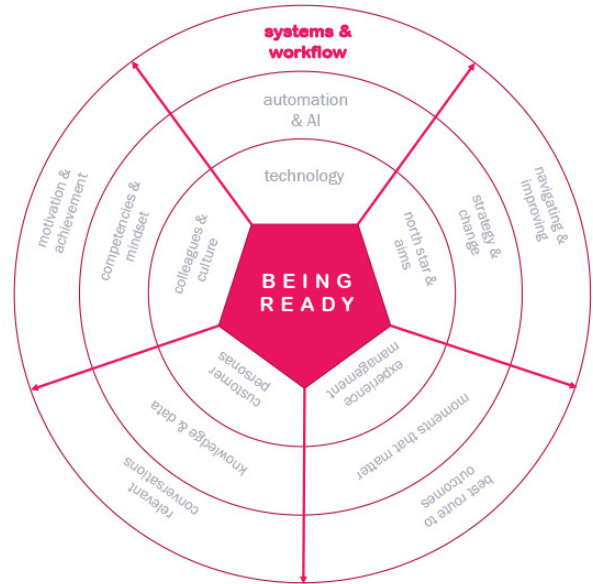 systems &
workflow
automation
& AI
technology
motivation &
achievement
competencies &
mindset
colleagues &
culture
north star &
aims
strategy &
change
navigating &
improving
BEING
READY
customer
personas
experience
management
knowledge & data
moments that matter
relevant
conversations
best route to
outcomes